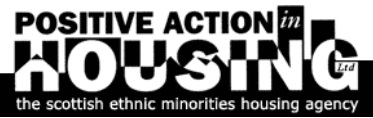 POSITIVE ACTION in
HOUSING Ltd
the scottish ethnic minorities housing agency